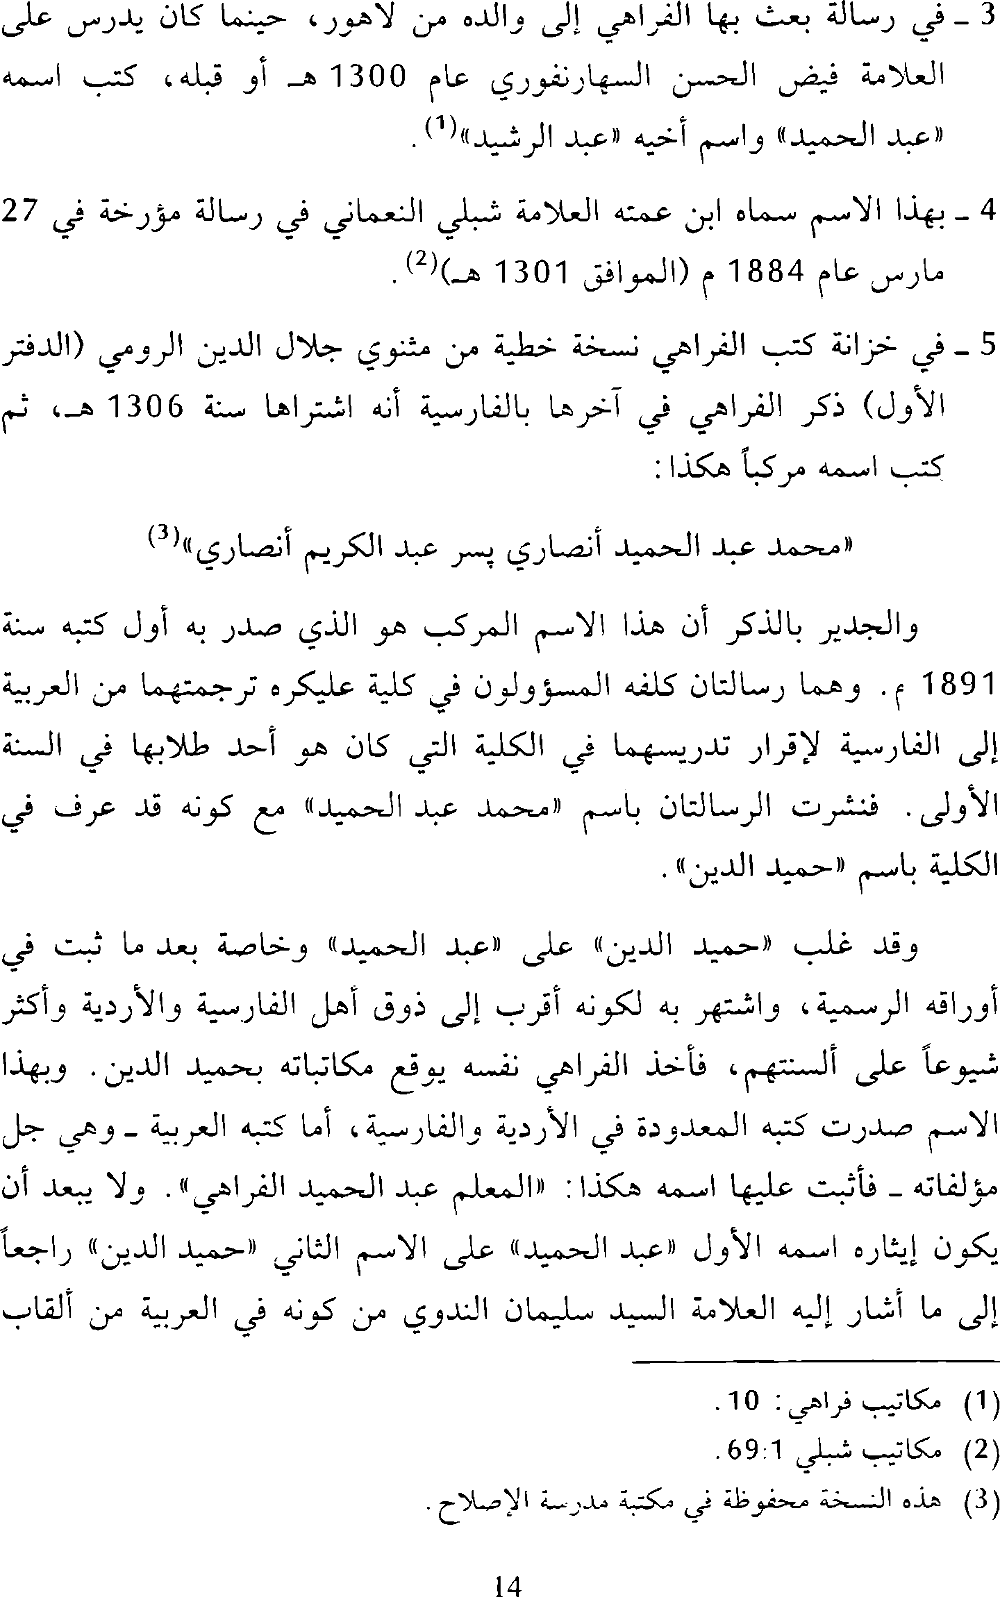 3 ـ في رسالة بعث بها الفراهي إلى والده من لاهور، حينما كان يدرس على
العلامة فيض الحسن السهارنفوري عام 1300 هـ أو قبله، كتب اسمه
«عبد الحميد» واسم أخيه «عبد الرشيد»(1).
4 ـ بهذا الاسم سماه ابن عمته العلامة شبلي النعماني في رسالة مؤرخة في 27
مارس عام 1884 م (الموافق 1301 هـ)(2).
5 ـ في خزانة كتب الفراهي نسخة خطية من مثنوي جلال الدين الرومي (الدفتر
الأول) ذكر الفراهي في آخرها بالفارسية أنه اشتراها سنة 1306 هـ، ثم
كتب اسمه مركباً هكذا:
«محمد عبد الحميد أنصاري پسر عبد الكريم أنصاري»(3)
والجدير بالذكر أن هذا الاسم المركب هو الذي صدر به أول كتبه سنة
1891 م. وهما رسالتان كلفه المسؤولون في كلية عليكره ترجمتهما من العربية
إلى الفارسية لإقرار تدريسهما في الكلية التي كان هو أحد طلابها في السنة
الأولى. فنشرت الرسالتان باسم «محمد عبد الحميد» مع كونه قد عرف في
الكلية باسم «حميد الدين».
وقد غلب «حميد الدين» على «عبد الحميد» وخاصة بعد ما ثبت في
أوراقه الرسمية، واشتهر به لكونه أقرب إلى ذوق أهل الفارسية والأردية وأكثر
شيوعاً على ألسنتهم، فأخذ الفراهي نفسه يوقع مكاتباته بحميد الدين. وبهذا
الاسم صدرت كتبه المعدودة في الأردية والفارسية، أما كتبه العربية ـ وهي جل
مؤلفاته ـ فأثبت عليها اسمه هكذا: «المعلم عبد الحميد الفراهي». ولا يبعد أن
يكون إيثاره اسمه الأول «عبد الحميد» على الاسم الثاني «حميد الدين» راجعاً
إلى ما أشار إليه العلامة السيد سليمان الندوي من كونه في العربية من ألقاب
(1) مكاتيب فراهي: 10.
(2) مكاتيب شبلي 1:69.
(3) هذه النسخة محفوظة في مكتبة مدرسة الإصلاح.
14